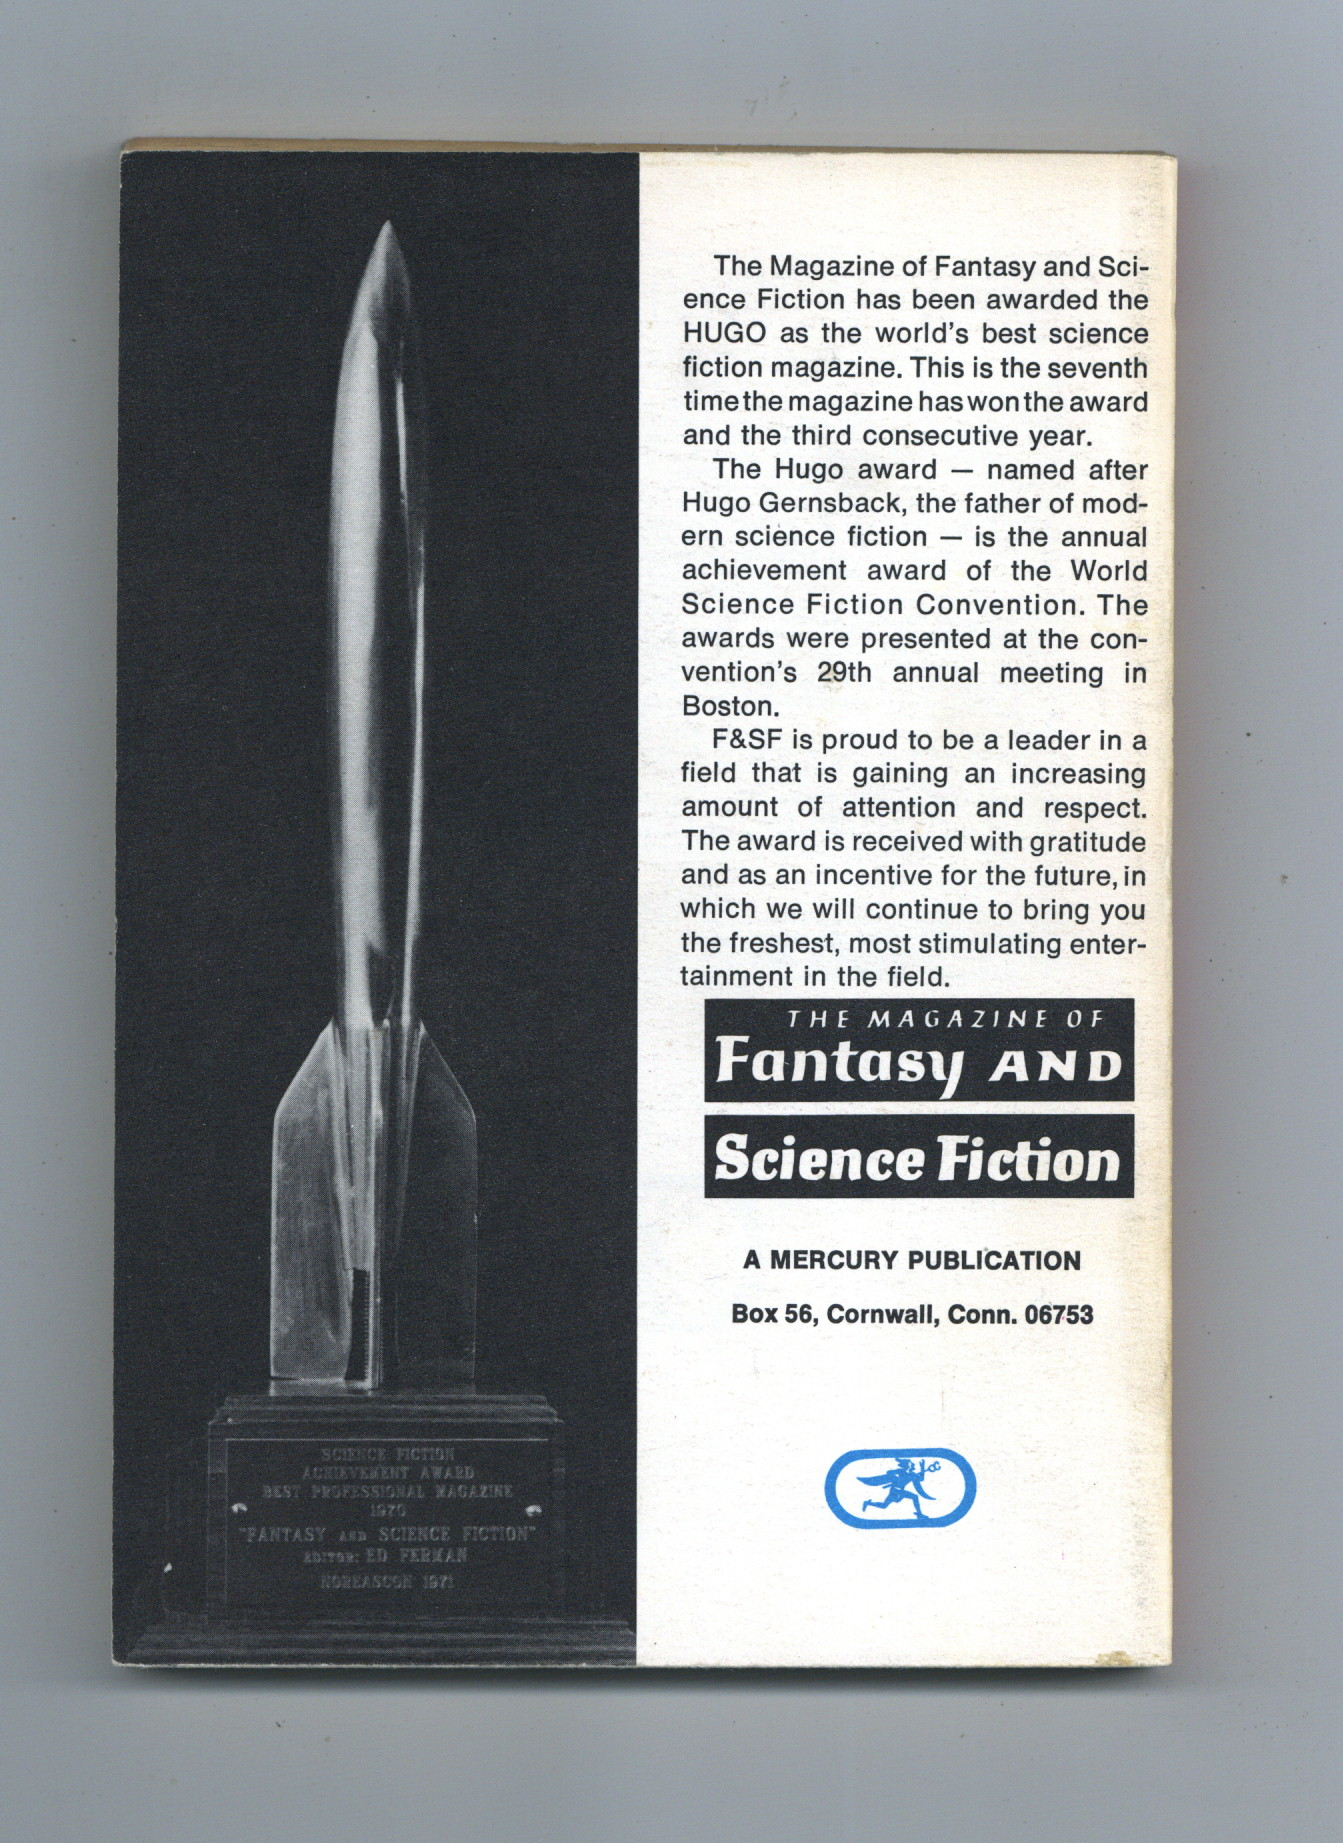 The Magazine of Fantasy and Sci-
ence Fiction has been awarded the
HUGO as the world's best science
fiction magazine. This is the seventh
time the magazine has won the award
and the third consecutive year.
The Hugo award — named after
Hugo Gernsback, the father of mod-
ern science fiction — is the annual
achievement award of the World
Science Fiction Convention. The
awards were presented at the con-
vention's 29th annual meeting in
Boston.
F&SF is proud to be a leader in a
field that is gaining an increasing
amount of attention and respect.
The award is received with gratitude
and as an incentive for the future, in
which we will continue to bring you
the freshest, most stimulating enter-
tainment in the field.
THE MAGAZINE OF
Fantasy AND
Science Fiction
A MERCURY PUBLICATION
Box 56, Cornwall, Conn. 06753
SCIENCE FICTION
ACHIEVEMENT AWARD
BEST PROFESSIONAL MAGAZINE
1970
"FANTASY AND SCIENCE FICTION"
EDITOR: ED FERMAN
NOREASCON 1971